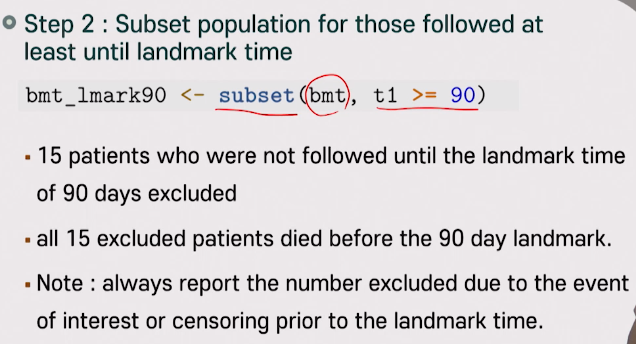 Step 2 : Subset population for those followed at
least until landmark time
bmt_lmark90 <- subset(bmt, t1 >= 90)
▪ 15 patients who were not followed until the landmark time
of 90 days excluded
▪ all 15 excluded patients died before the 90 day landmark.
▪ Note : always report the number excluded due to the event
of interest or censoring prior to the landmark time.